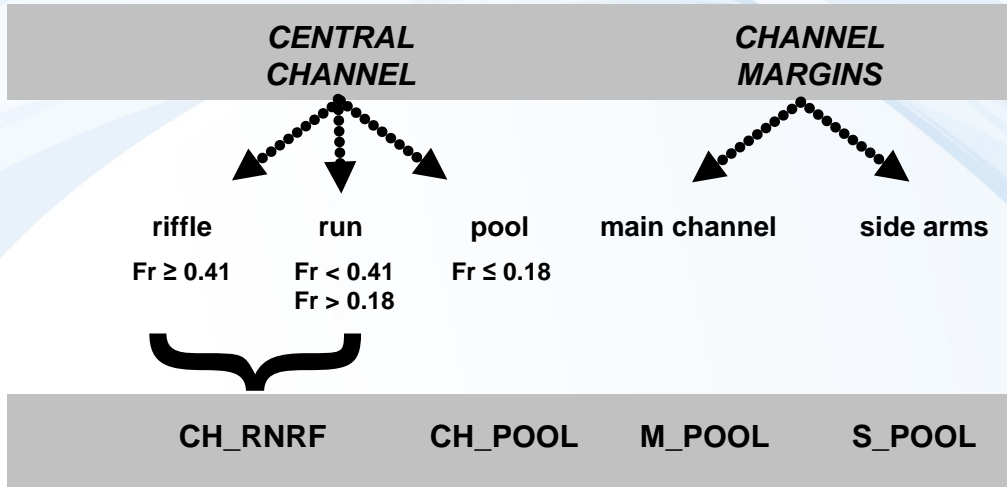 CENTRAL
CHANNEL
CHANNEL
MARGINS
riffle
run
pool
main channel
side arms
Fr ≥ 0.41
Fr < 0.41
Fr > 0.18
Fr ≤ 0.18
CH_RNRF
CH_POOL
M_POOL
S_POOL